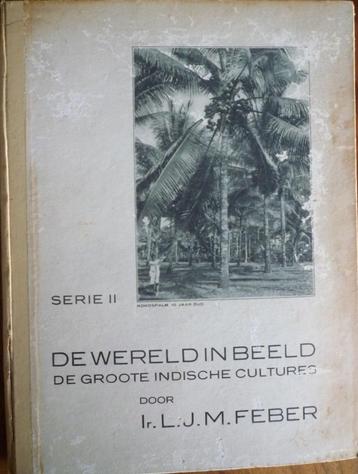 KOKOSPALM 10 JAAR OUD
SERIE II
DE WERELD IN BEELD
DE GROOTE INDISCHE CULTURES
DOOR
Ir. L. J. M. FEBER